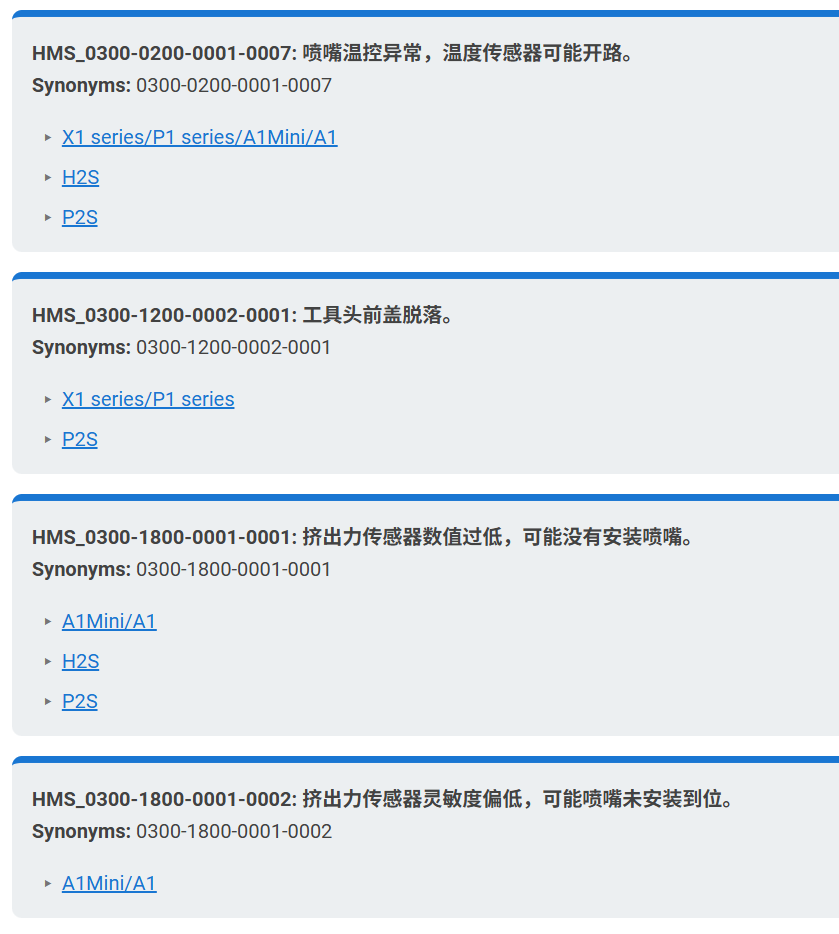 HMS_0300-0200-0001-0007: 喷嘴温控异常，温度传感器可能开路。
Synonyms: 0300-0200-0001-0007
X1 series/P1 series/A1Mini/A1
H2S
P2S
HMS_0300-1200-0002-0001: 工具头前盖脱落。
Synonyms: 0300-1200-0002-0001
X1 series/P1 series
P2S
HMS_0300-1800-0001-0001: 挤出力传感器数值过低，可能没有安装喷嘴。
Synonyms: 0300-1800-0001-0001
A1Mini/A1
H2S
P2S
HMS_0300-1800-0001-0002: 挤出力传感器灵敏度偏低，可能喷嘴未安装到位。
Synonyms: 0300-1800-0001-0002
A1Mini/A1